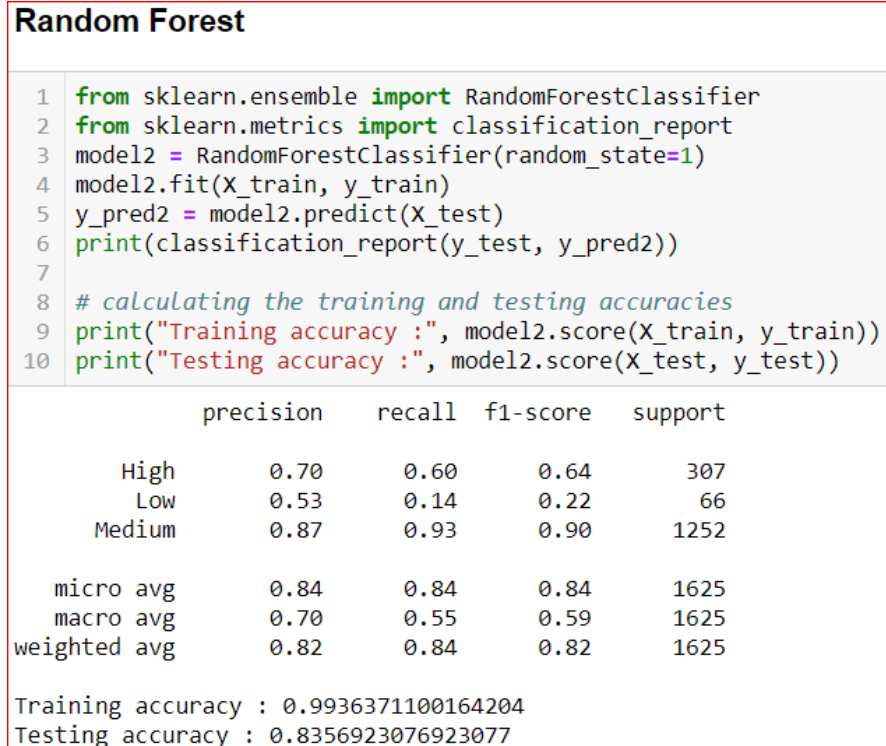 Random Forest
1 from sklearn.ensemble import RandomForestClassifier
2 from sklearn.metrics import classification_report
3 model2 = RandomForestClassifier(random_state=1)
4 model2.fit(X_train, y_train)
5 y_pred2 = model2.predict(X_test)
6 print(classification_report(y_test, y_pred2))
7
8 # calculating the training and testing accuracies
9 print("Training accuracy :", model2.score(X_train, y_train))
10 print("Testing accuracy :", model2.score(X_test, y_test))
precision recall f1-score support
High 0.70 0.60 0.64 307
Low 0.53 0.14 0.22 66
Medium 0.87 0.93 0.90 1252
micro avg 0.84 0.84 0.84 1625
macro avg 0.70 0.55 0.59 1625
weighted avg 0.82 0.84 0.82 1625
Training accuracy : 0.9936371100164204
Testing accuracy : 0.8356923076923077